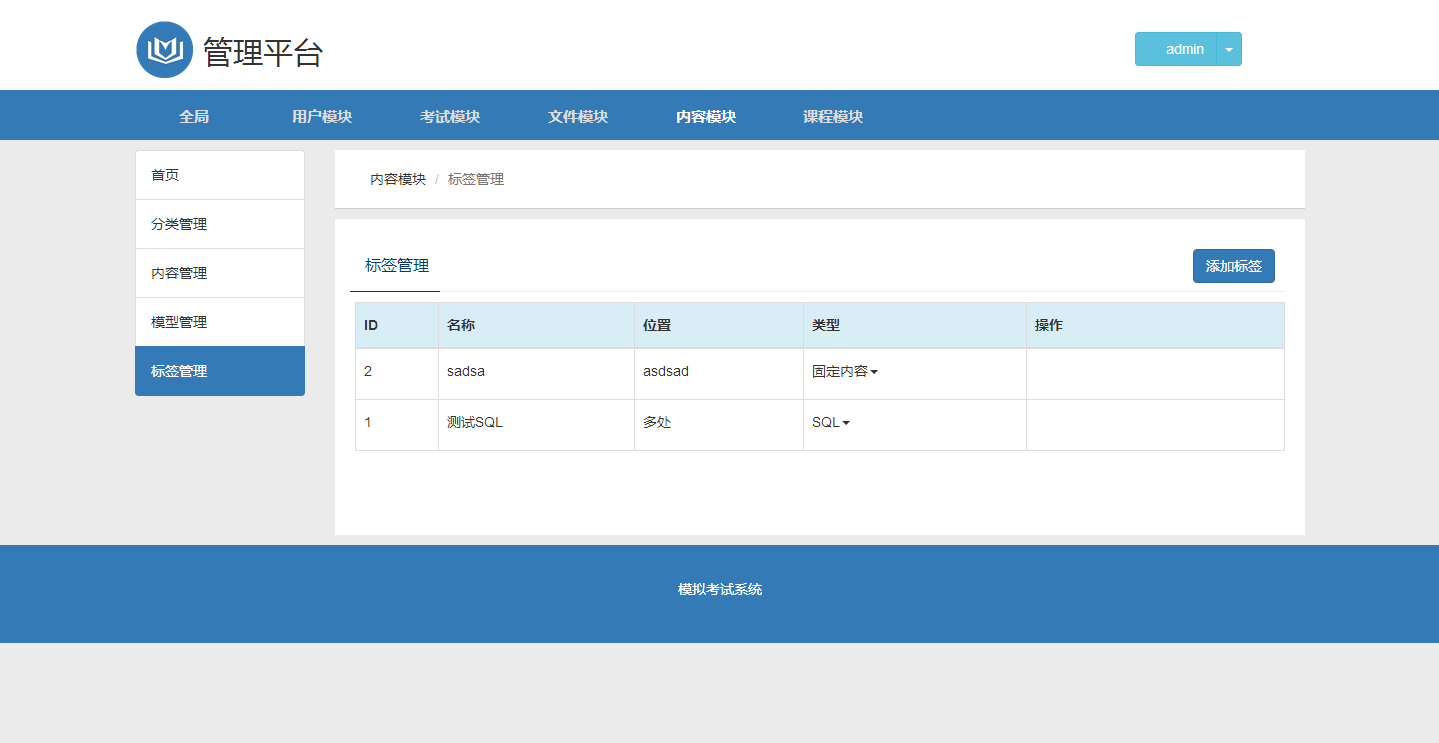 管理平台
admin
全局 用户模块 考试模块 文件模块 内容模块 课程模块
首页
分类管理
内容管理
模型管理
标签管理
内容模块 / 标签管理
标签管理 添加标签
ID 名称 位置 类型 操作
2 sadsa asdsad 固定内容
1 测试SQL 多处 SQL
模拟考试系统